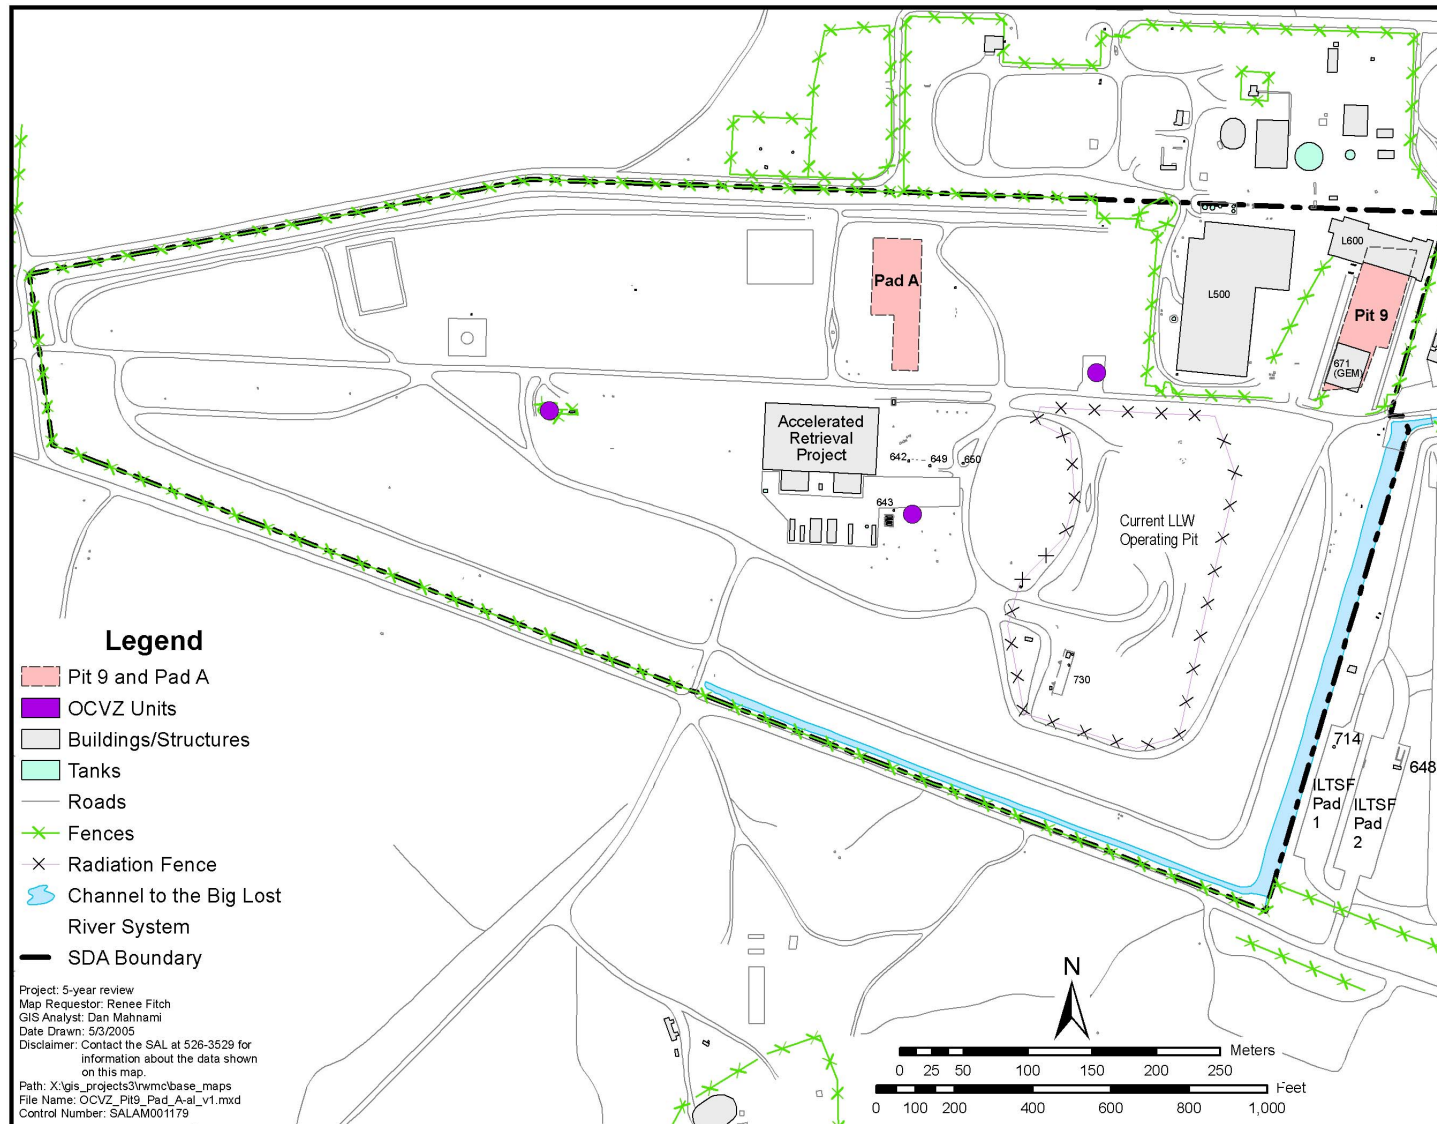 L600
Pad A
L500
Pit 9
671
(GEM)
Accelerated
Retrieval
Project
642
649
650
643
Current LLW
Operating Pit
730
714
648
ILTSF
Pad
1
ILTSF
Pad
2
Legend
Pit 9 and Pad A
OCVZ Units
Buildings/Structures
Tanks
Roads
Fences
Radiation Fence
Channel to the Big Lost
River System
SDA Boundary
Project: 5-year review
Map Requestor: Renee Fitch
GIS Analyst: Dan Mahnami
Date Drawn: 5/3/2005
Disclaimer: Contact the SAL at 526-3529 for
information about the data shown
on this map.
Path: X:\gis_projects3\rwmc\base_maps
File Name: OCVZ_Pit9_Pad_A-al_v1.mxd
Control Number: SALAM001179
N
Meters
0 25 50 100 150 200 250
Feet
0 100 200 400 600 800 1,000